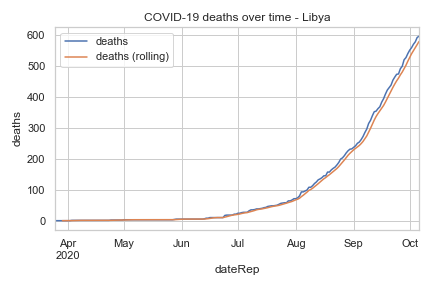 COVID-19 deaths over time - Libya
deaths
deaths (rolling)
600
500
400
300
200
100
0
deaths
Apr May Jun Jul Aug Sep Oct
2020
dateRep